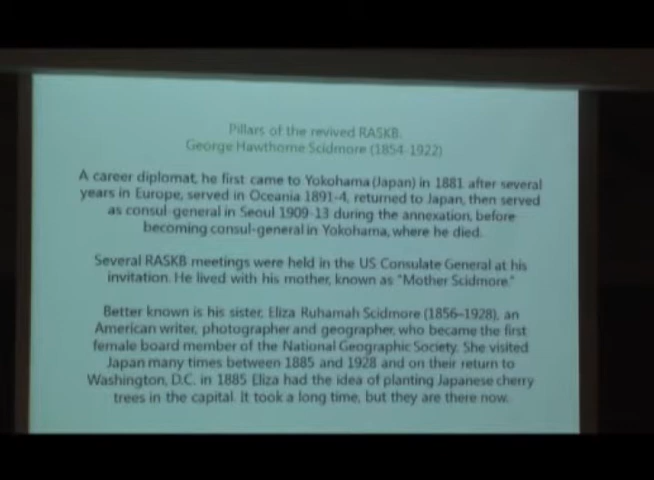 Pillars of the revived RASKB.
George Hawthorne Scidmore (1854-1922)
A career diplomat, he first came to Yokohama (Japan) in 1881 after several
years in Europe, served in Oceania 1891-4, returned to Japan, then served
as consul-general in Seoul 1909-13 during the annexation, before
becoming consul-general in Yokohama, where he died.
Several RASKB meetings were held in the US Consulate General at his
invitation. He lived with his mother, known as "Mother Scidmore."
Better known is his sister, Eliza Ruhamah Scidmore (1856–1928), an
American writer, photographer and geographer, who became the first
female board member of the National Geographic Society. She visited
Japan many times between 1885 and 1928 and on their return to
Washington, D.C. in 1885 Eliza had the idea of planting Japanese cherry
trees in the capital. It took a long time, but they are there now.